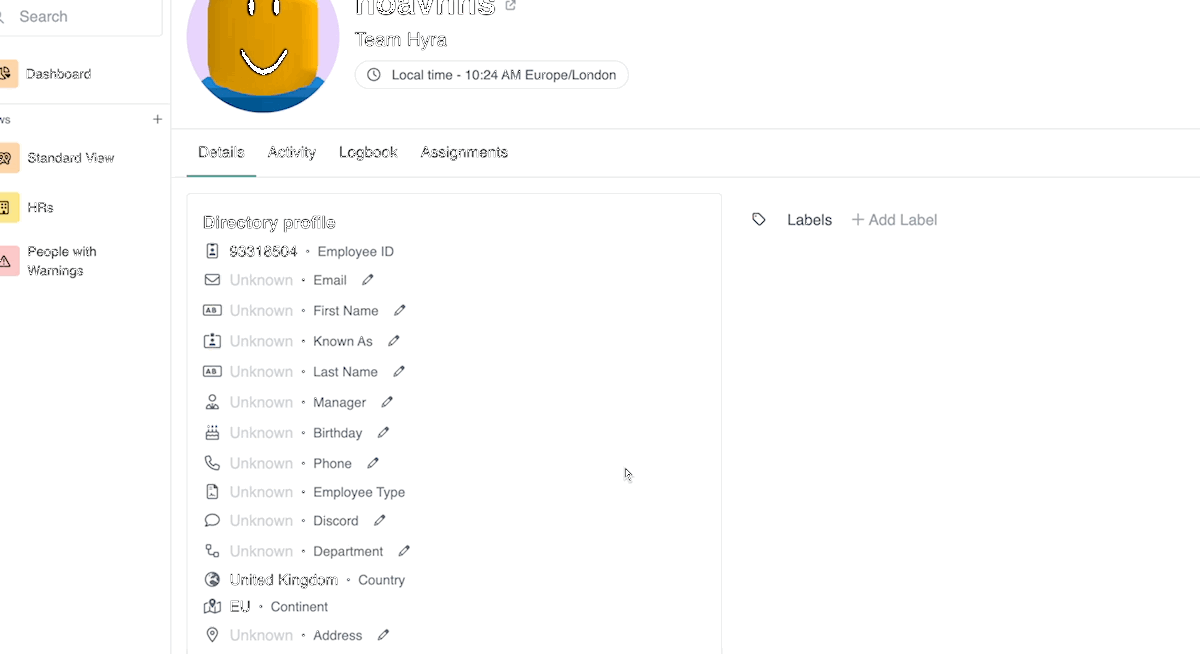 Search
Team Hyra
Local time - 10:24 AM Europe/London
Dashboard
ws
+
Standard View
HRs
People with
Warnings
Details Activity Logbook Assignments
Directory profile
93318504 • Employee ID
Unknown • Email
AB Unknown • First Name
Unknown • Known As
AB Unknown • Last Name
Unknown • Manager
Unknown • Birthday
Unknown • Phone
Unknown • Employee Type
Unknown • Discord
Unknown • Department
United Kingdom • Country
EU • Continent
Unknown • Address
Labels + Add Label